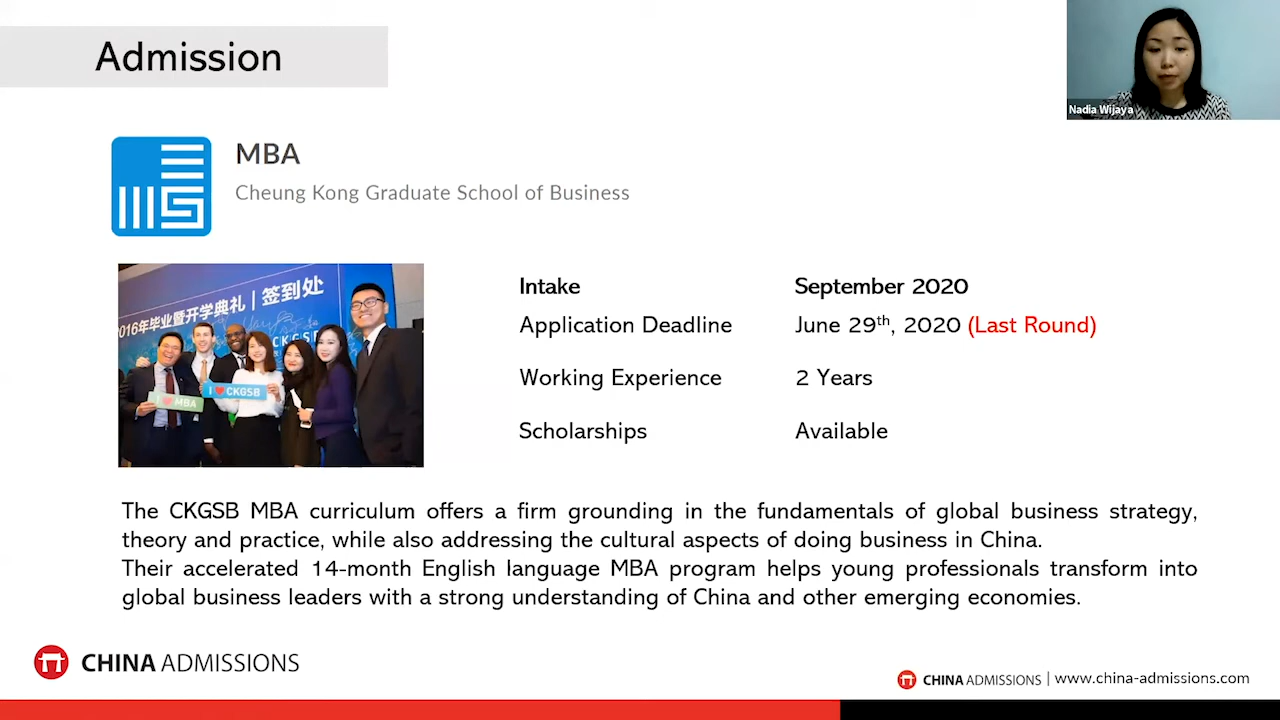 Admission
Nadia Wijaya
MBA
Cheung Kong Graduate School of Business
2016年毕业暨开学典礼 | 签到处
CKGSB
I ❤ MBA
I ❤ CKGSB
Intake September 2020
Application Deadline June 29th, 2020 (Last Round)
Working Experience 2 Years
Scholarships Available
The CKGSB MBA curriculum offers a firm grounding in the fundamentals of global business strategy,
theory and practice, while also addressing the cultural aspects of doing business in China.
Their accelerated 14-month English language MBA program helps young professionals transform into
global business leaders with a strong understanding of China and other emerging economies.
CHINA ADMISSIONS
CHINA ADMISSIONS | www.china-admissions.com